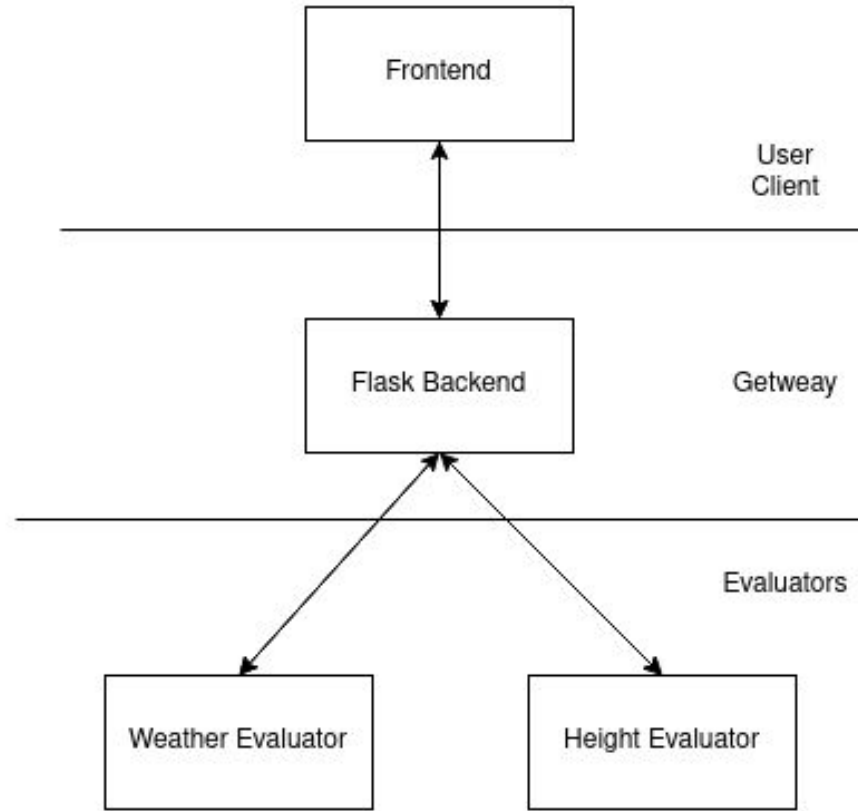 Frontend
User
Client
Flask Backend
Getweay
Evaluators
Weather Evaluator
Height Evaluator